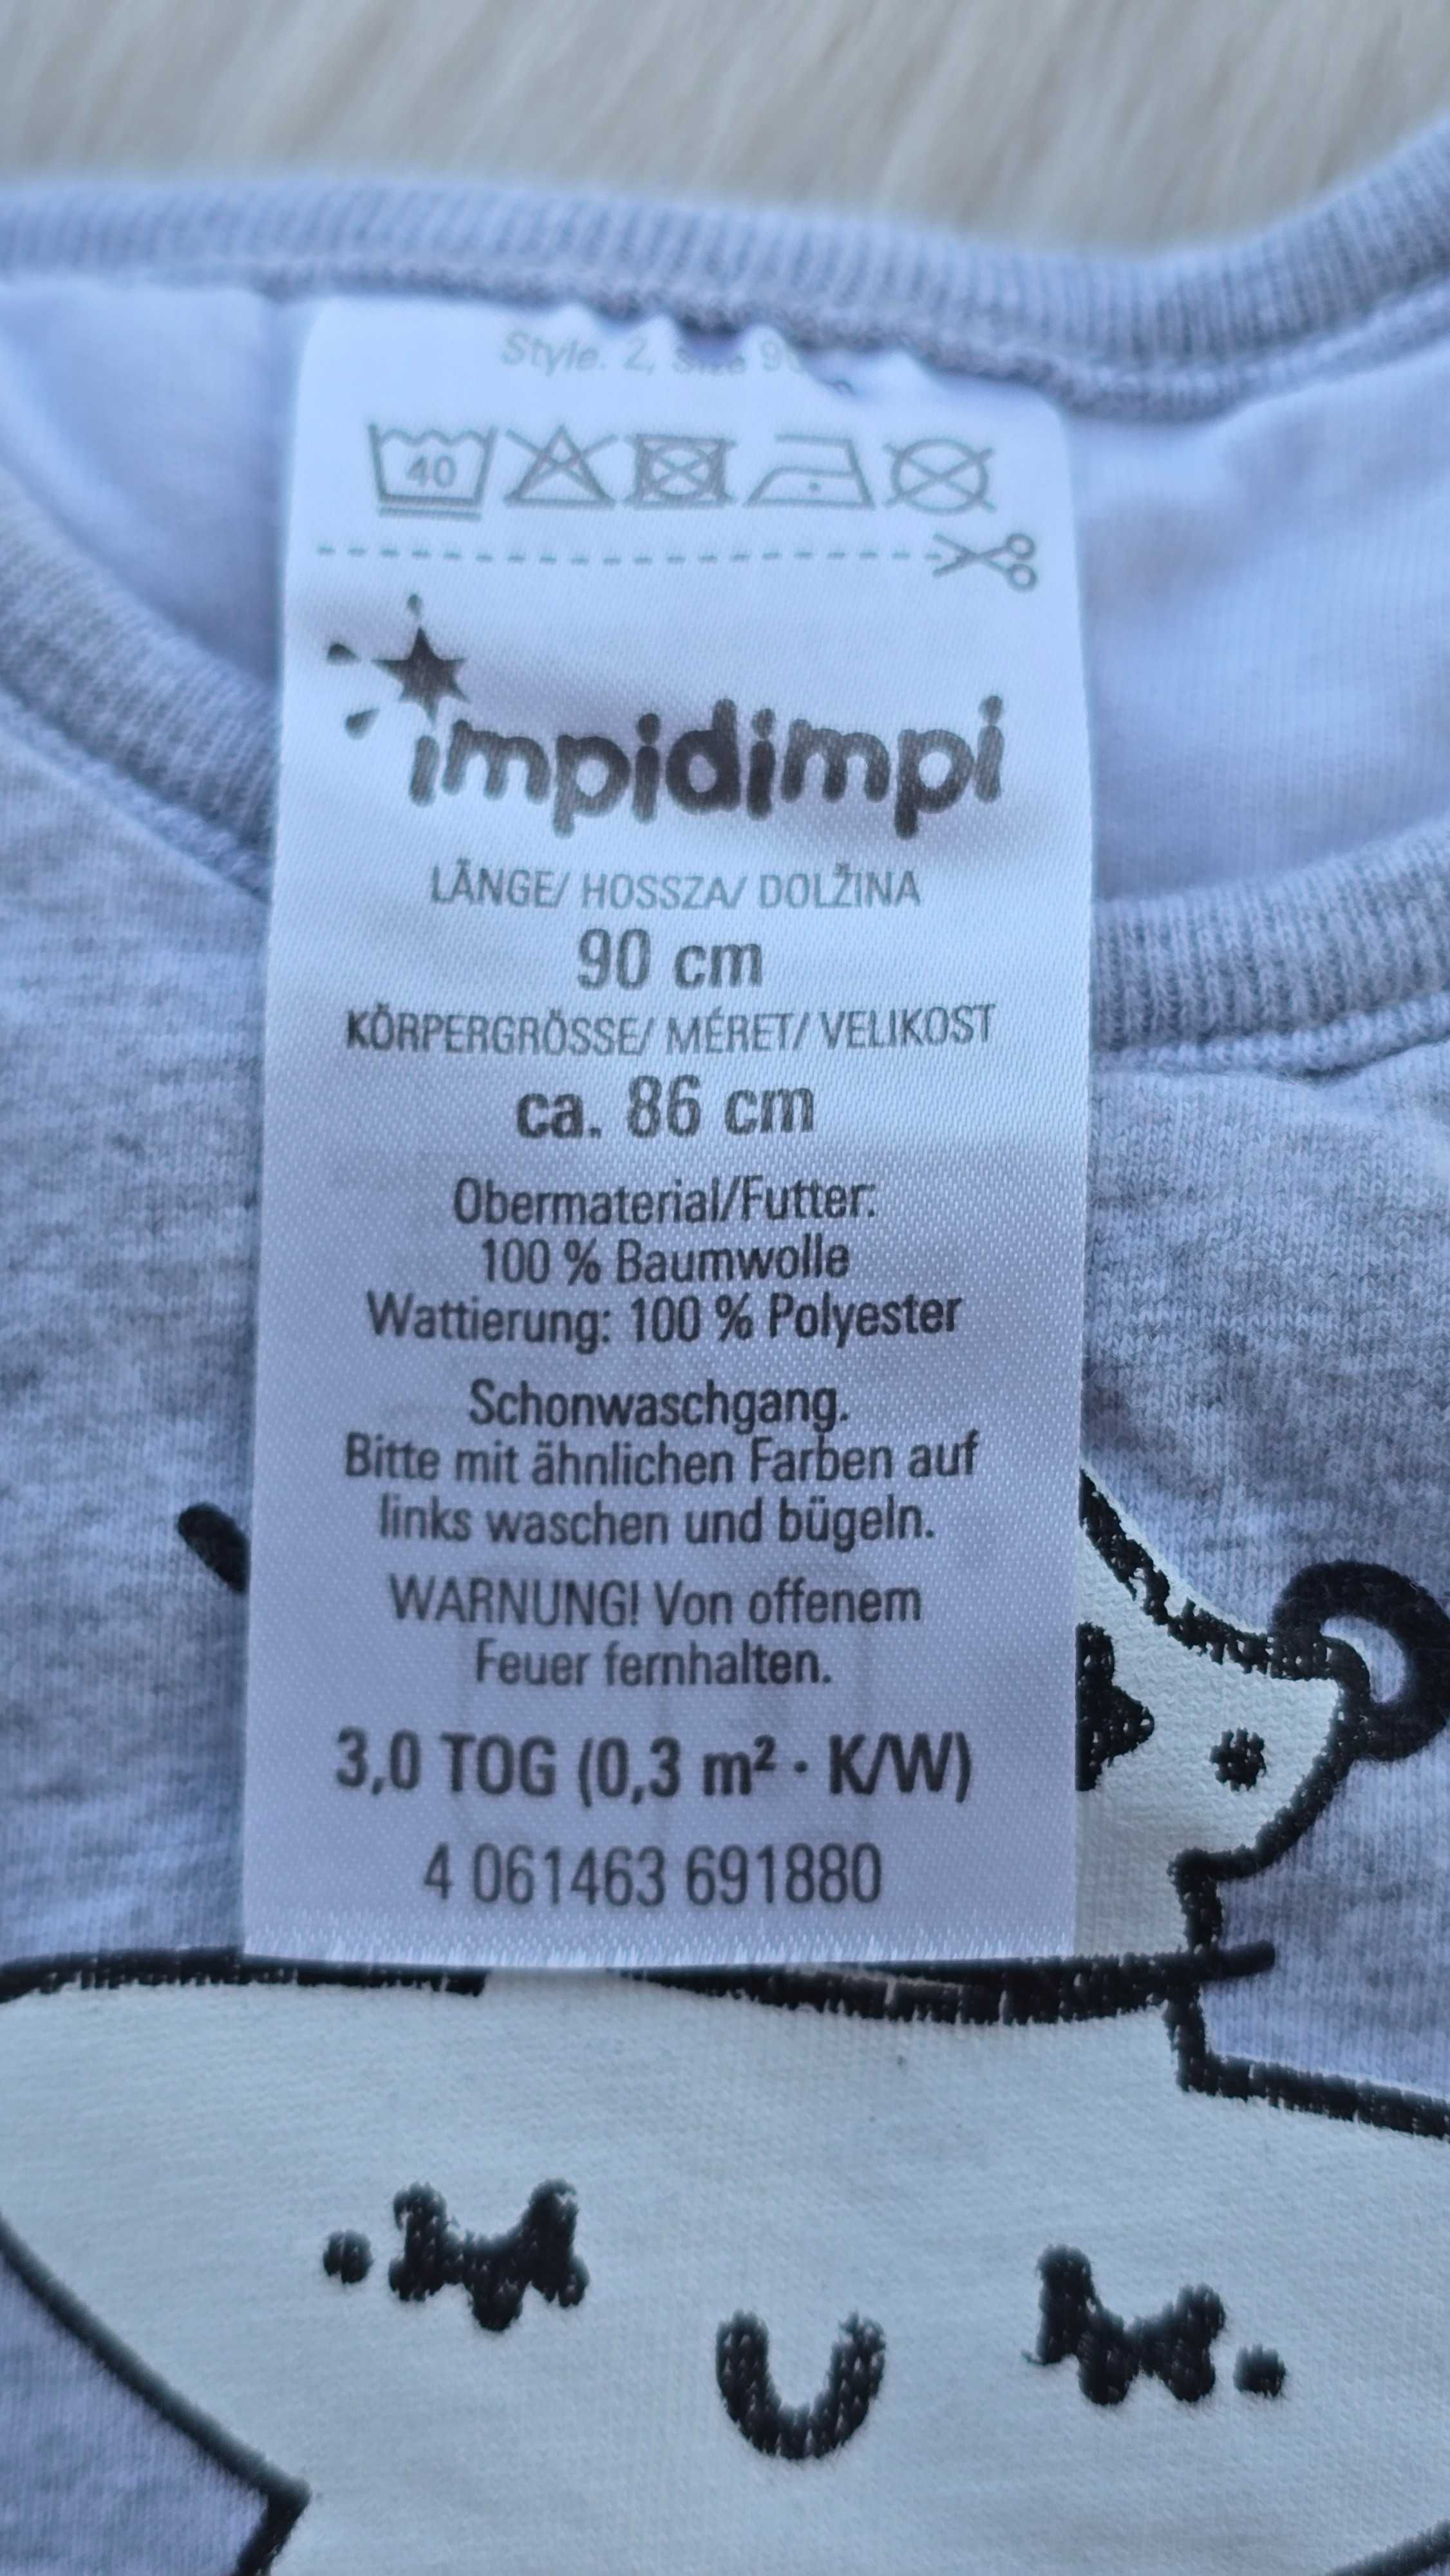 Style. 2, size 90
40
impidimpi
LÄNGE/ HOSSZA/ DOLŽINA
90 cm
KÖRPERGRÖSSE/ MÉRET/ VELIKOST
ca. 86 cm
Obermaterial/Futter:
100 % Baumwolle
Wattierung: 100 % Polyester
Schonwaschgang.
Bitte mit ähnlichen Farben auf
links waschen und bügeln.
WARNUNG! Von offenem
Feuer fernhalten.
3,0 TOG (0,3 m² · K/W)
4 061463 691880